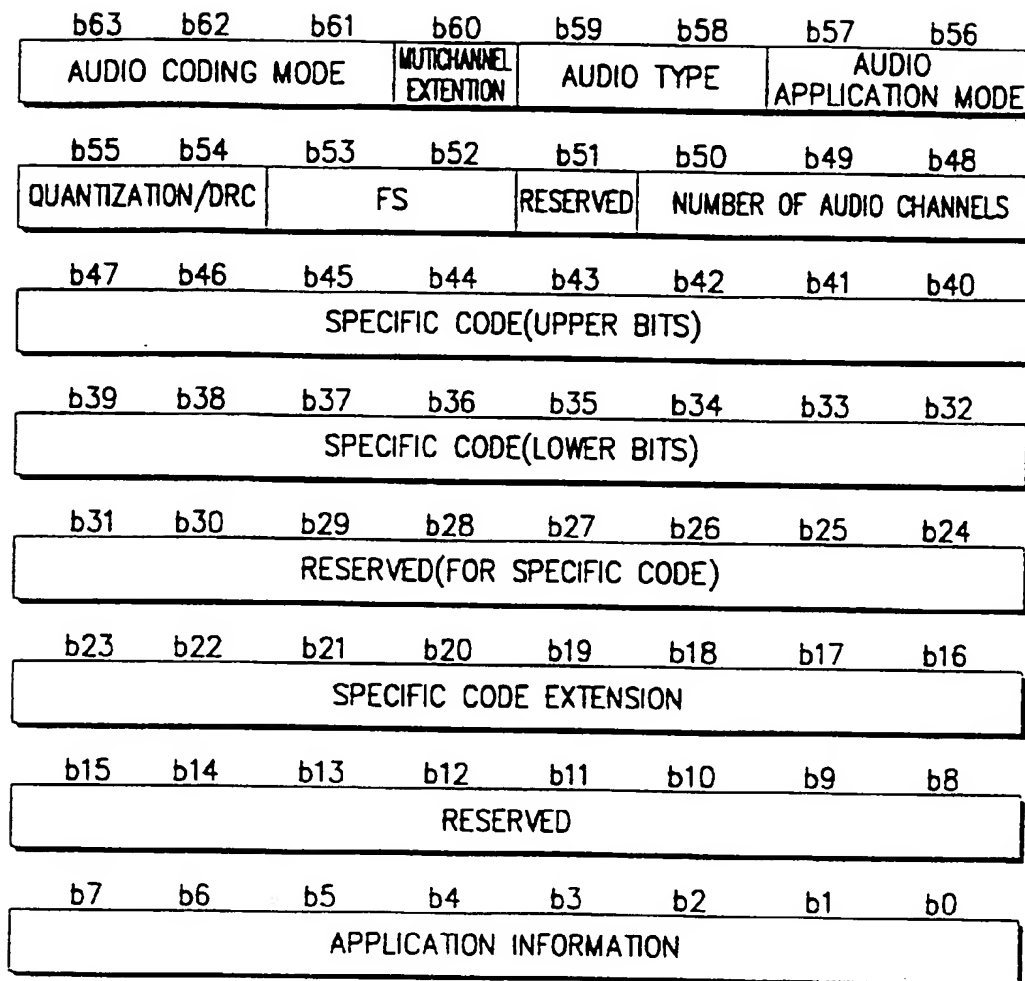 b63 b62 b61 b60 b59 b58 b57 b56
AUDIO CODING MODE MUTICHANNEL EXTENTION AUDIO TYPE AUDIO APPLICATION MODE
b55 b54 b53 b52 b51 b50 b49 b48
QUANTIZATION/DRC FS RESERVED NUMBER OF AUDIO CHANNELS
b47 b46 b45 b44 b43 b42 b41 b40
SPECIFIC CODE(UPPER BITS)
b39 b38 b37 b36 b35 b34 b33 b32
SPECIFIC CODE(LOWER BITS)
b31 b30 b29 b28 b27 b26 b25 b24
RESERVED(FOR SPECIFIC CODE)
b23 b22 b21 b20 b19 b18 b17 b16
SPECIFIC CODE EXTENSION
b15 b14 b13 b12 b11 b10 b9 b8
RESERVED
b7 b6 b5 b4 b3 b2 b1 b0
APPLICATION INFORMATION